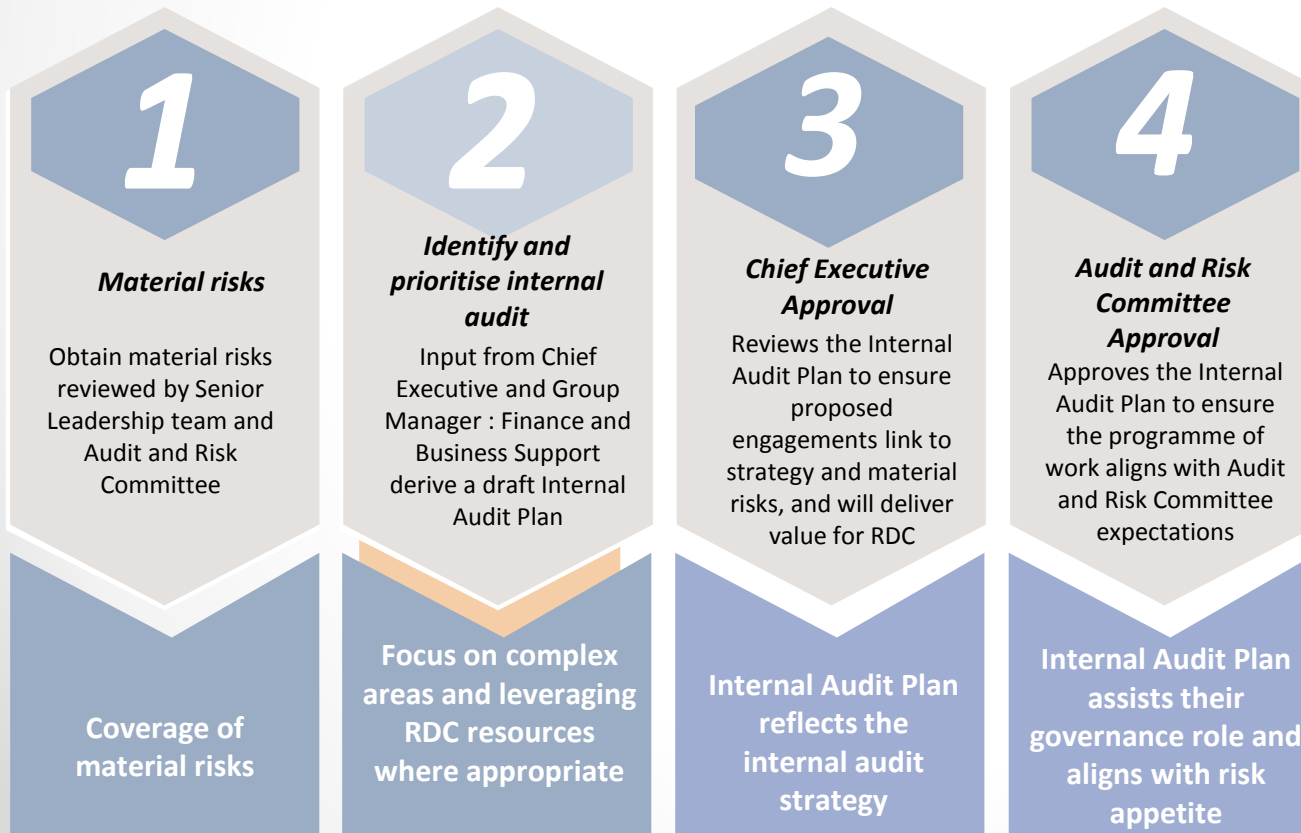 1
Material risks
Obtain material risks
reviewed by Senior
Leadership team and
Audit and Risk
Committee
Coverage of
material risks
2
Identify and
prioritise internal
audit
Input from Chief
Executive and Group
Manager : Finance and
Business Support
derive a draft Internal
Audit Plan
Focus on complex
areas and leveraging
RDC resources
where appropriate
3
Chief Executive
Approval
Reviews the Internal
Audit Plan to ensure
proposed
engagements link to
strategy and material
risks, and will deliver
value for RDC
Internal Audit Plan
reflects the
internal audit
strategy
4
Audit and Risk
Committee
Approval
Approves the Internal
Audit Plan to ensure
the programme of
work aligns with Audit
and Risk Committee
expectations
Internal Audit Plan
assists their
governance role and
aligns with risk
appetite